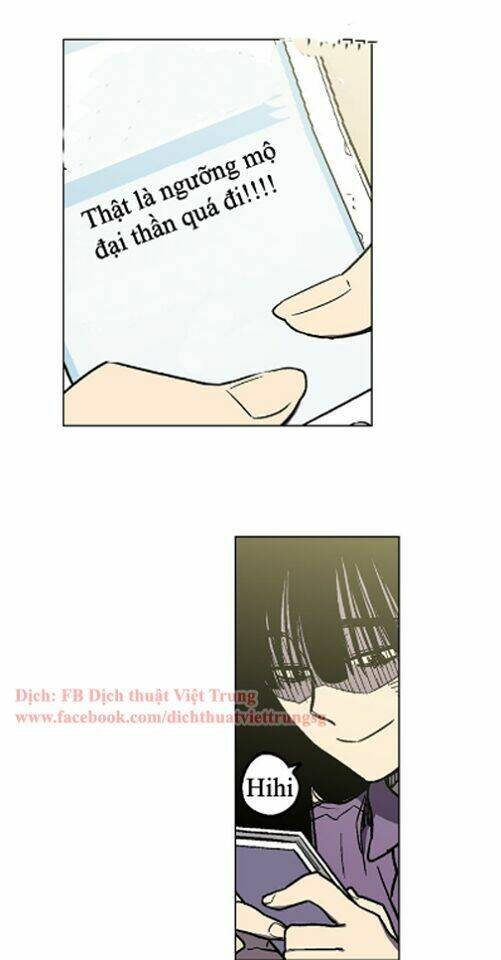 Thật là ngưỡng mộ
đại thần quá đi!!!!
Dịch: FB Dịch thuật Việt Trung
www.facebook.com/dichthuatviettrungsg
Hihi